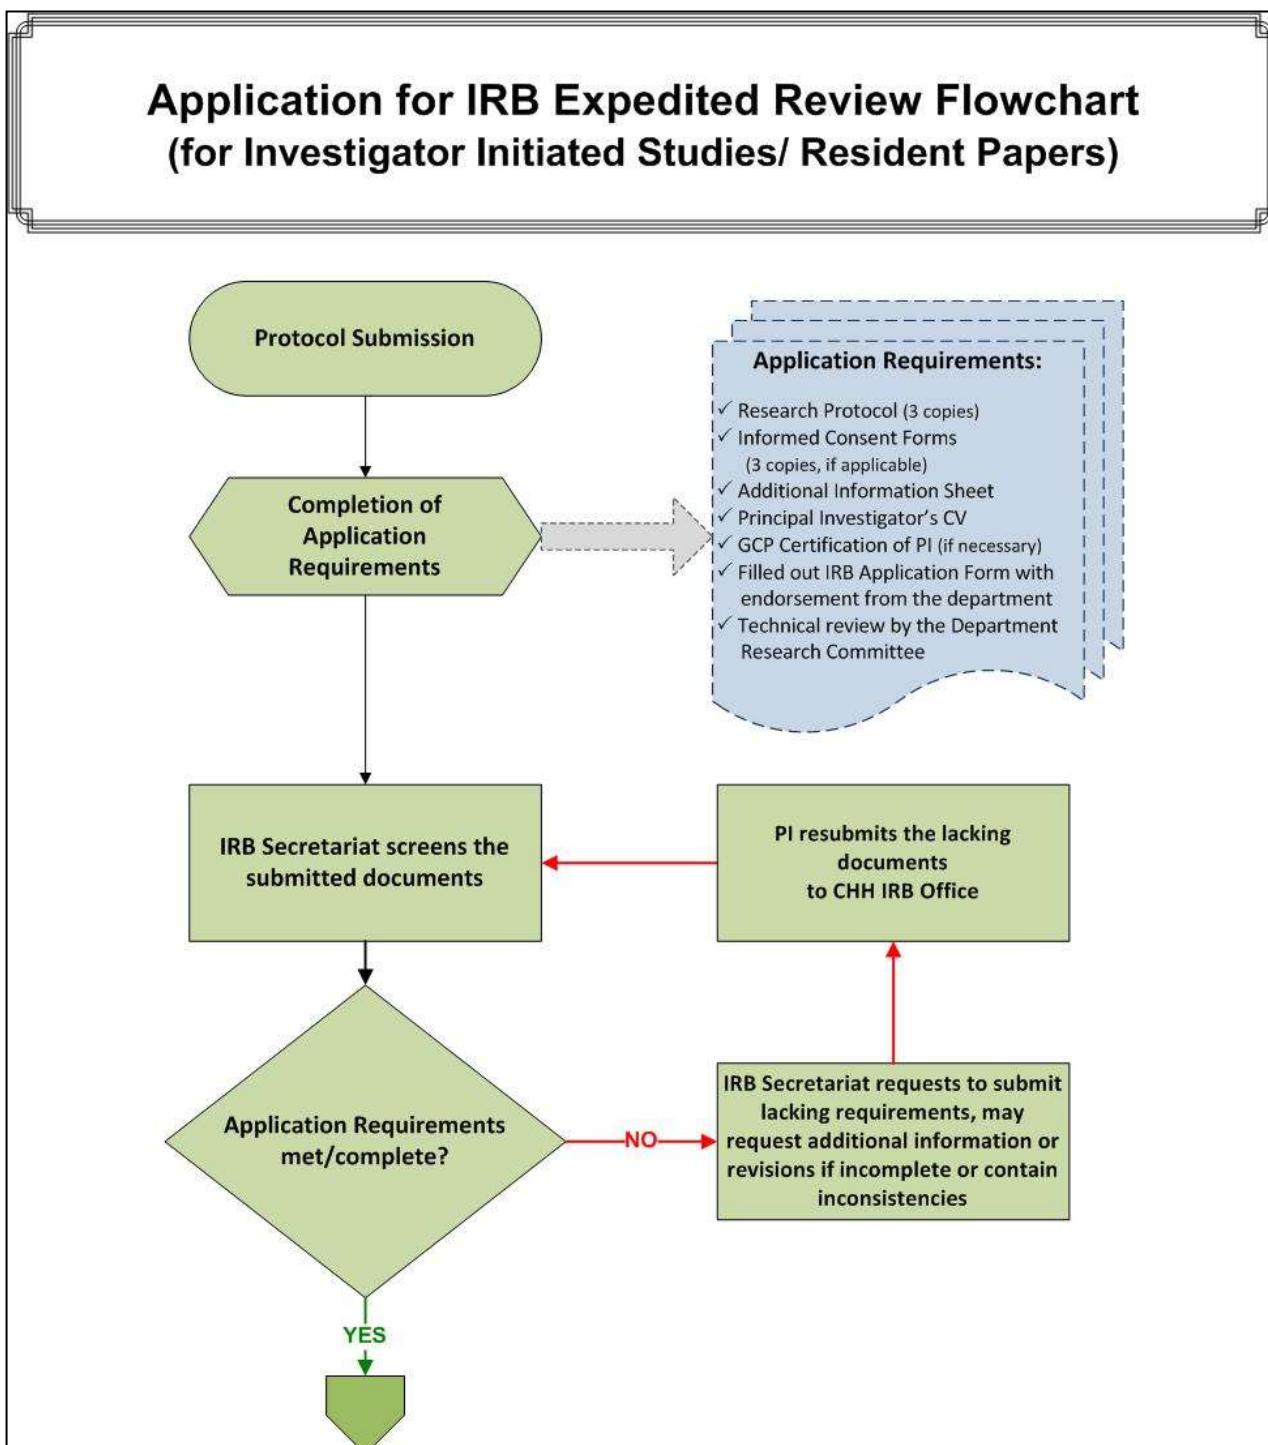 Application for IRB Expedited Review Flowchart
(for Investigator Initiated Studies/ Resident Papers)
Protocol Submission
Application Requirements:
✓ Research Protocol (3 copies)
✓ Informed Consent Forms
(3 copies, if applicable)
✓ Additional Information Sheet
✓ Principal Investigator’s CV
✓ GCP Certification of PI (if necessary)
✓ Filled out IRB Application Form with
endorsement from the department
✓ Technical review by the Department
Research Committee
Completion of
Application
Requirements
IRB Secretariat screens the
submitted documents
PI resubmits the lacking
documents
to CHH IRB Office
Application Requirements
met/complete?
NO
IRB Secretariat requests to submit
lacking requirements, may
request additional information or
revisions if incomplete or contain
inconsistencies
YES